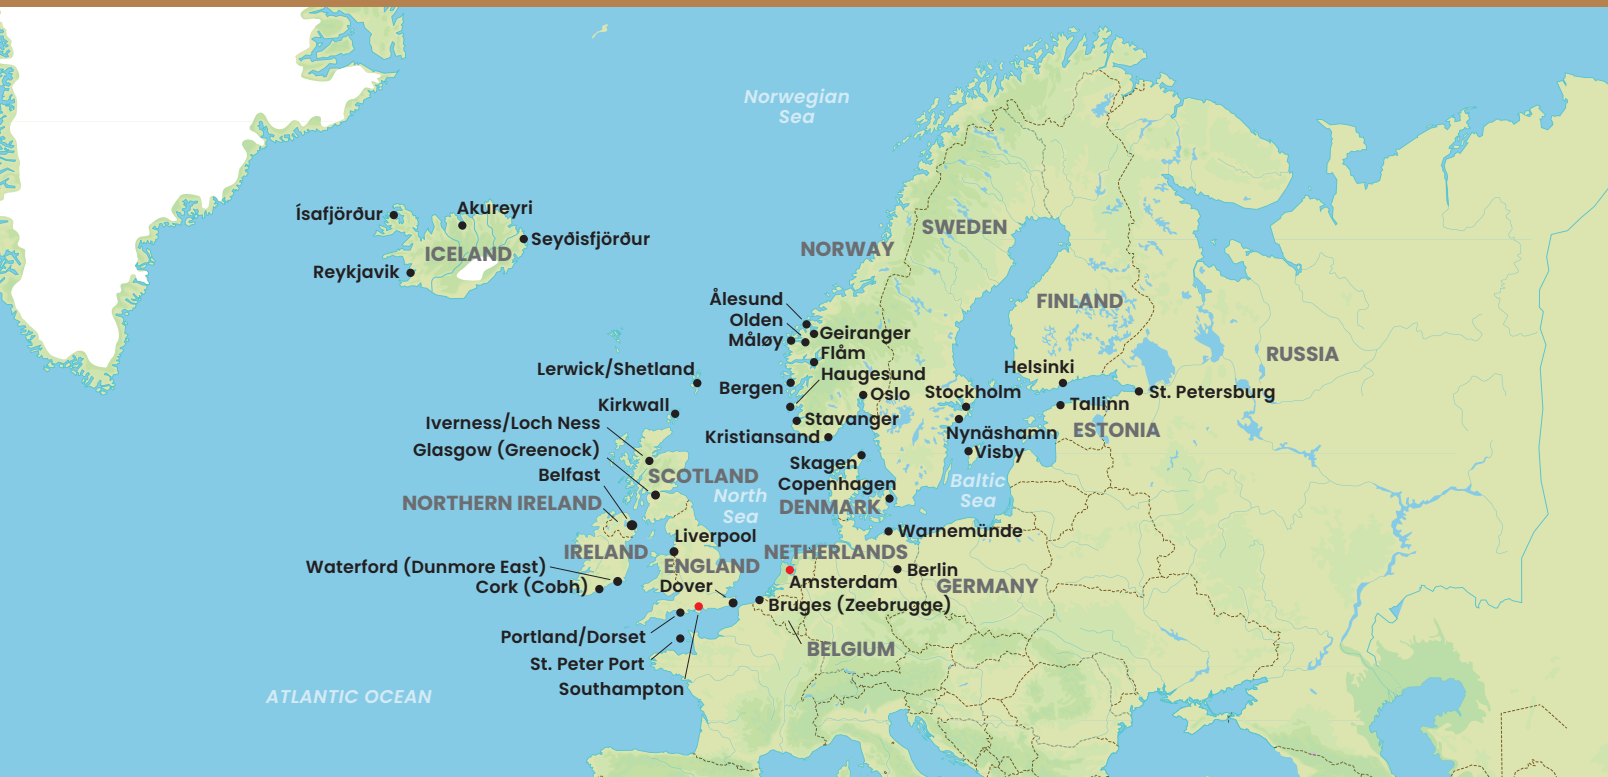 Norwegian
Sea
Ísafjörður
Akureyri
Seyðisfjörður
ICELAND
Reykjavik
SWEDEN
NORWAY
FINLAND
RUSSIA
Ålesund
Olden
Måløy
Geiranger
Flåm
Haugesund
Lerwick/Shetland
Bergen
Oslo
Stockholm
Helsinki
St. Petersburg
Tallinn
Kirkwall
Stavanger
Iverness/Loch Ness
Kristiansand
Nynäshamn
ESTONIA
Glasgow (Greenock)
Visby
Skagen
Belfast
SCOTLAND
Copenhagen
Baltic
Sea
NORTHERN IRELAND
North
Sea
DENMARK
Liverpool
Warnemünde
IRELAND
ENGLAND
NETHERLANDS
Waterford (Dunmore East)
Berlin
Cork (Cobh)
Dover
Amsterdam
GERMANY
Bruges (Zeebrugge)
Portland/Dorset
BELGIUM
St. Peter Port
Southampton
ATLANTIC OCEAN